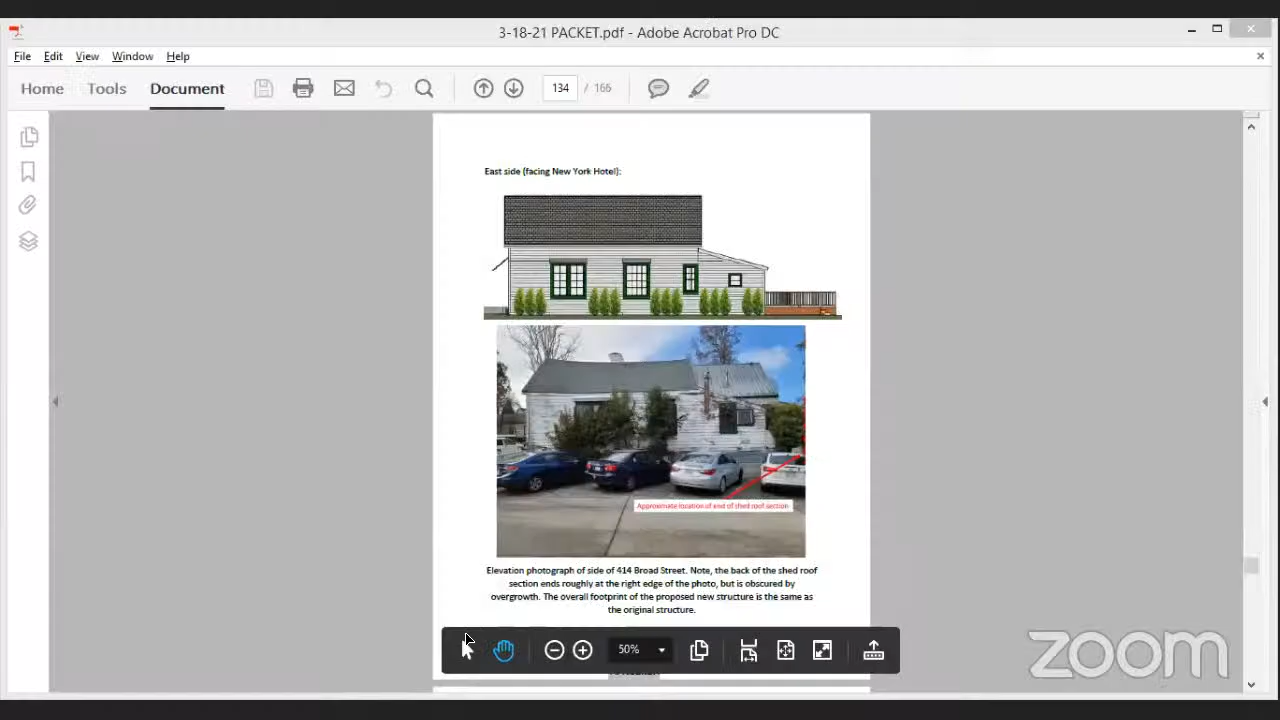 3-18-21 PACKET.pdf - Adobe Acrobat Pro DC
File Edit View Window Help
Home Tools Document 134 / 166
East side (facing New York Hotel):
Approximate location of end of shed roof section
Elevation photograph of side of 414 Broad Street. Note, the back of the shed roof
section ends roughly at the right edge of the photo, but is obscured by
overgrowth. The overall footprint of the proposed new structure is the same as
the original structure.
50%
zoom